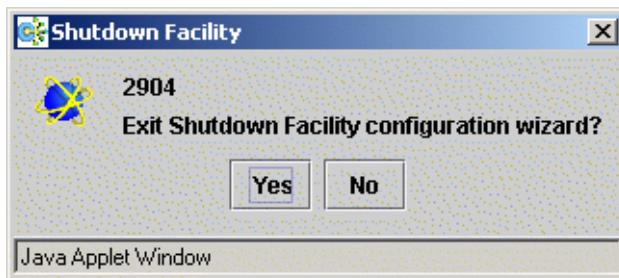 Shutdown Facility
2904
Exit Shutdown Facility configuration wizard?
Yes No
Java Applet Window